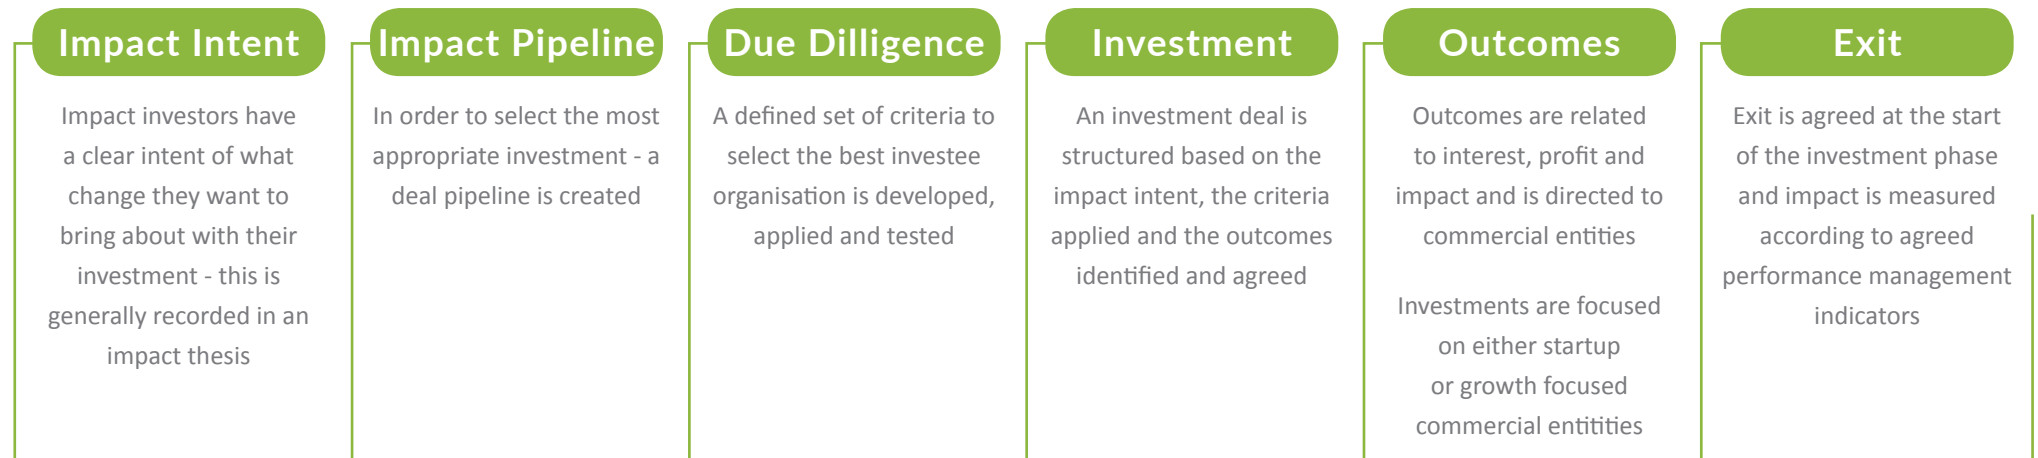 Impact Intent
Impact investors have
a clear intent of what
change they want to
bring about with their
investment - this is
generally recorded in an
impact thesis
Impact Pipeline
In order to select the most
appropriate investment - a
deal pipeline is created
Due Dilligence
A defined set of criteria to
select the best investee
organisation is developed,
applied and tested
Investment
An investment deal is
structured based on the
impact intent, the criteria
applied and the outcomes
identified and agreed
Outcomes
Outcomes are related
to interest, profit and
impact and is directed to
commercial entities
Investments are focused
on either startup
or growth focused
commercial entitities
Exit
Exit is agreed at the start
of the investment phase
and impact is measured
according to agreed
performance management
indicators